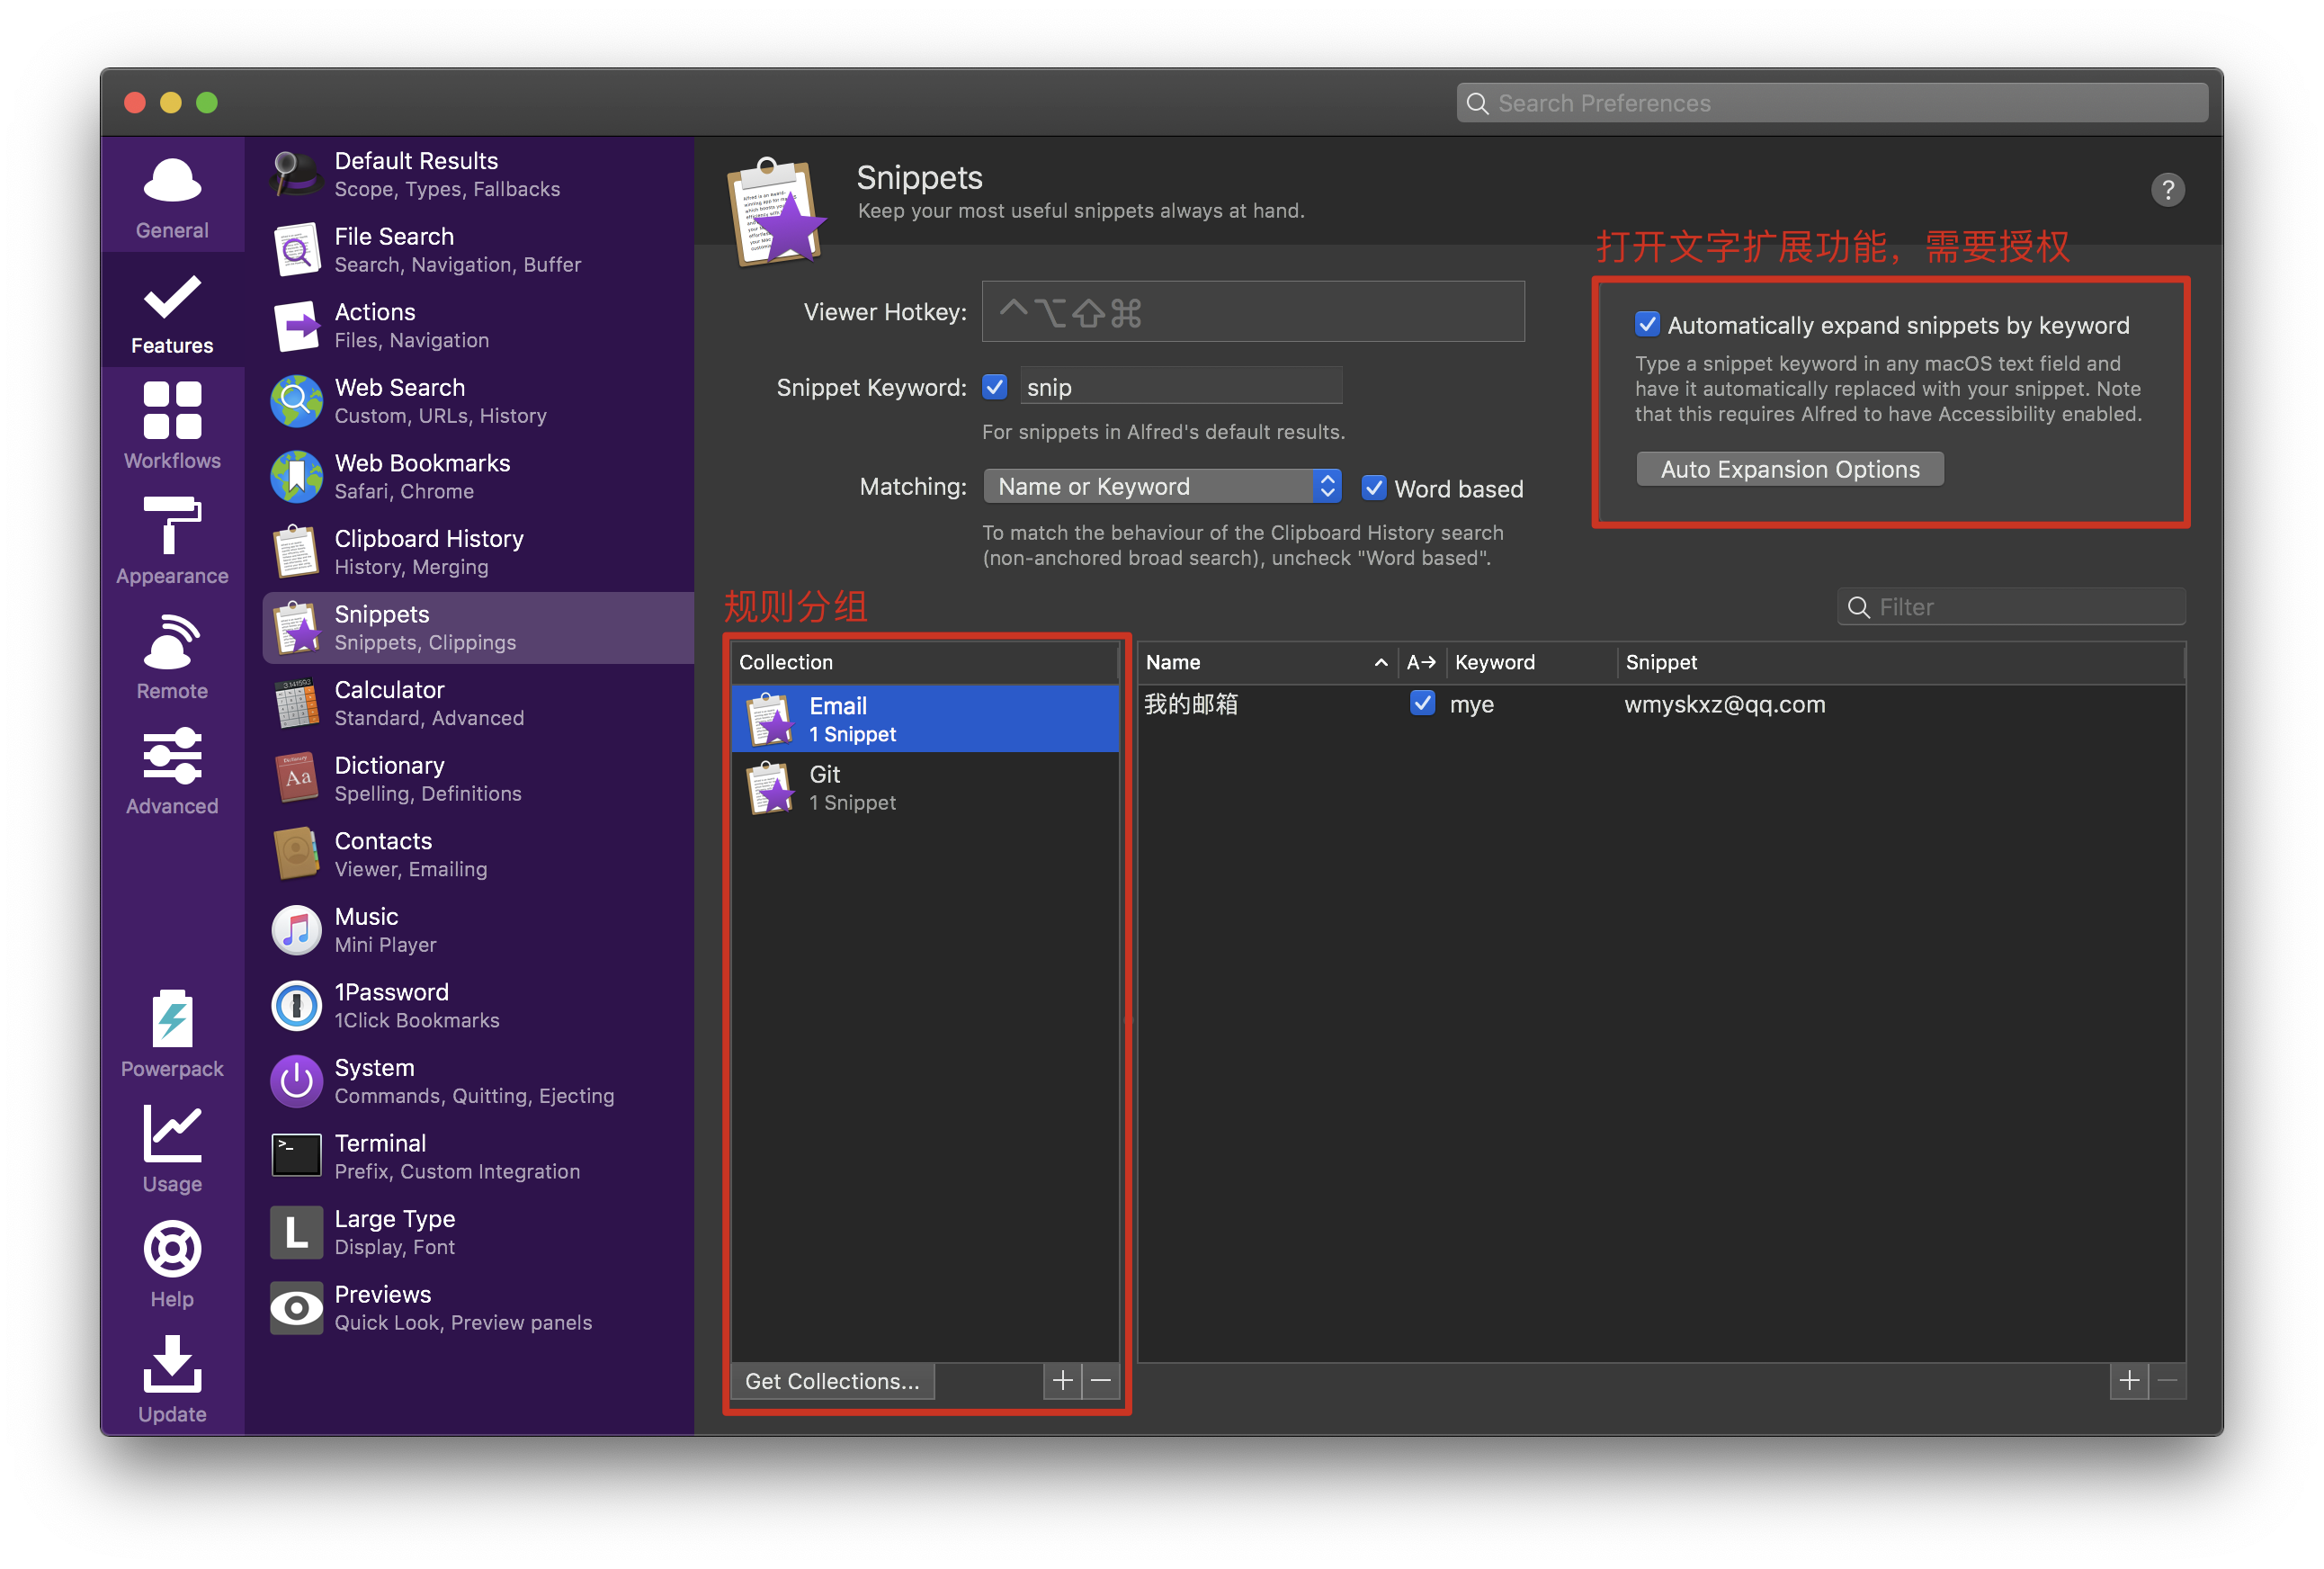 Search Preferences
General
Features
Workflows
Appearance
Remote
Advanced
Powerpack
Usage
Help
Update
Default Results
Scope, Types, Fallbacks
File Search
Search, Navigation, Buffer
Actions
Files, Navigation
Web Search
Custom, URLs, History
Web Bookmarks
Safari, Chrome
Clipboard History
History, Merging
Snippets
Snippets, Clippings
Calculator
Standard, Advanced
Dictionary
Spelling, Definitions
Contacts
Viewer, Emailing
Music
Mini Player
1Password
1Click Bookmarks
System
Commands, Quitting, Ejecting
Terminal
Prefix, Custom Integration
Large Type
Display, Font
Previews
Quick Look, Preview panels
Snippets
Keep your most useful snippets always at hand.
?
打开文字扩展功能，需要授权
Viewer Hotkey: ⌃⌥⇧⌘
Snippet Keyword: snip
For snippets in Alfred's default results.
Matching: Name or Keyword Word based
To match the behaviour of the Clipboard History search
(non-anchored broad search), uncheck "Word based".
Automatically expand snippets by keyword
Type a snippet keyword in any macOS text field and
have it automatically replaced with your snippet. Note
that this requires Alfred to have Accessibility enabled.
Auto Expansion Options
规则分组
Filter
Collection
Email
1 Snippet
Git
1 Snippet
Get Collections...
Name A→ Keyword Snippet
我的邮箱 mye wmyskxz@qq.com